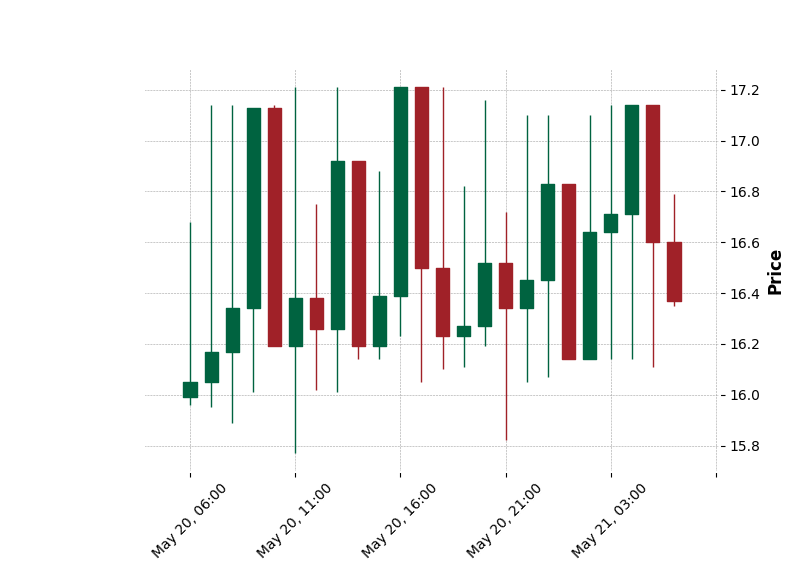 17.2
17.0
16.8
16.6
16.4
16.2
16.0
15.8
Price
May 20, 06:00
May 20, 11:00
May 20, 16:00
May 20, 21:00
May 21, 03:00